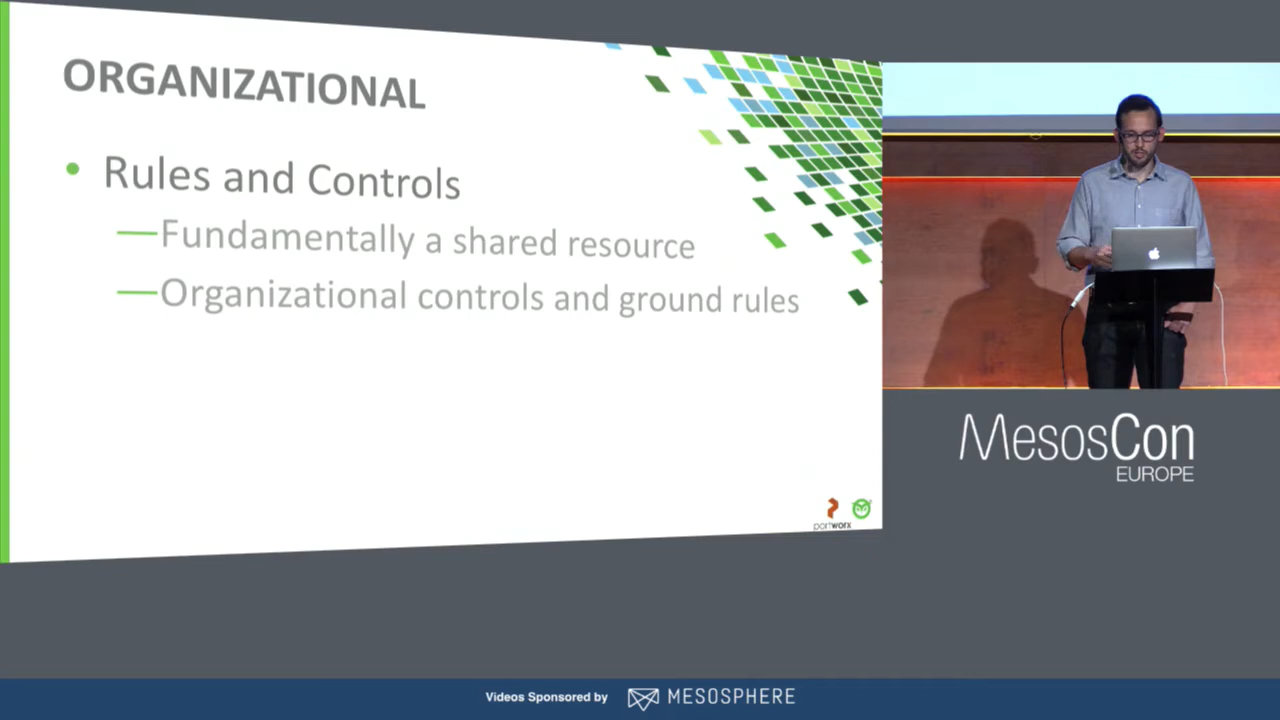 ORGANIZATIONAL
• Rules and Controls
—Fundamentally a shared resource
—Organizational controls and ground rules
portworx
MesosCon
EUROPE
Videos Sponsored by MESOSPHERE